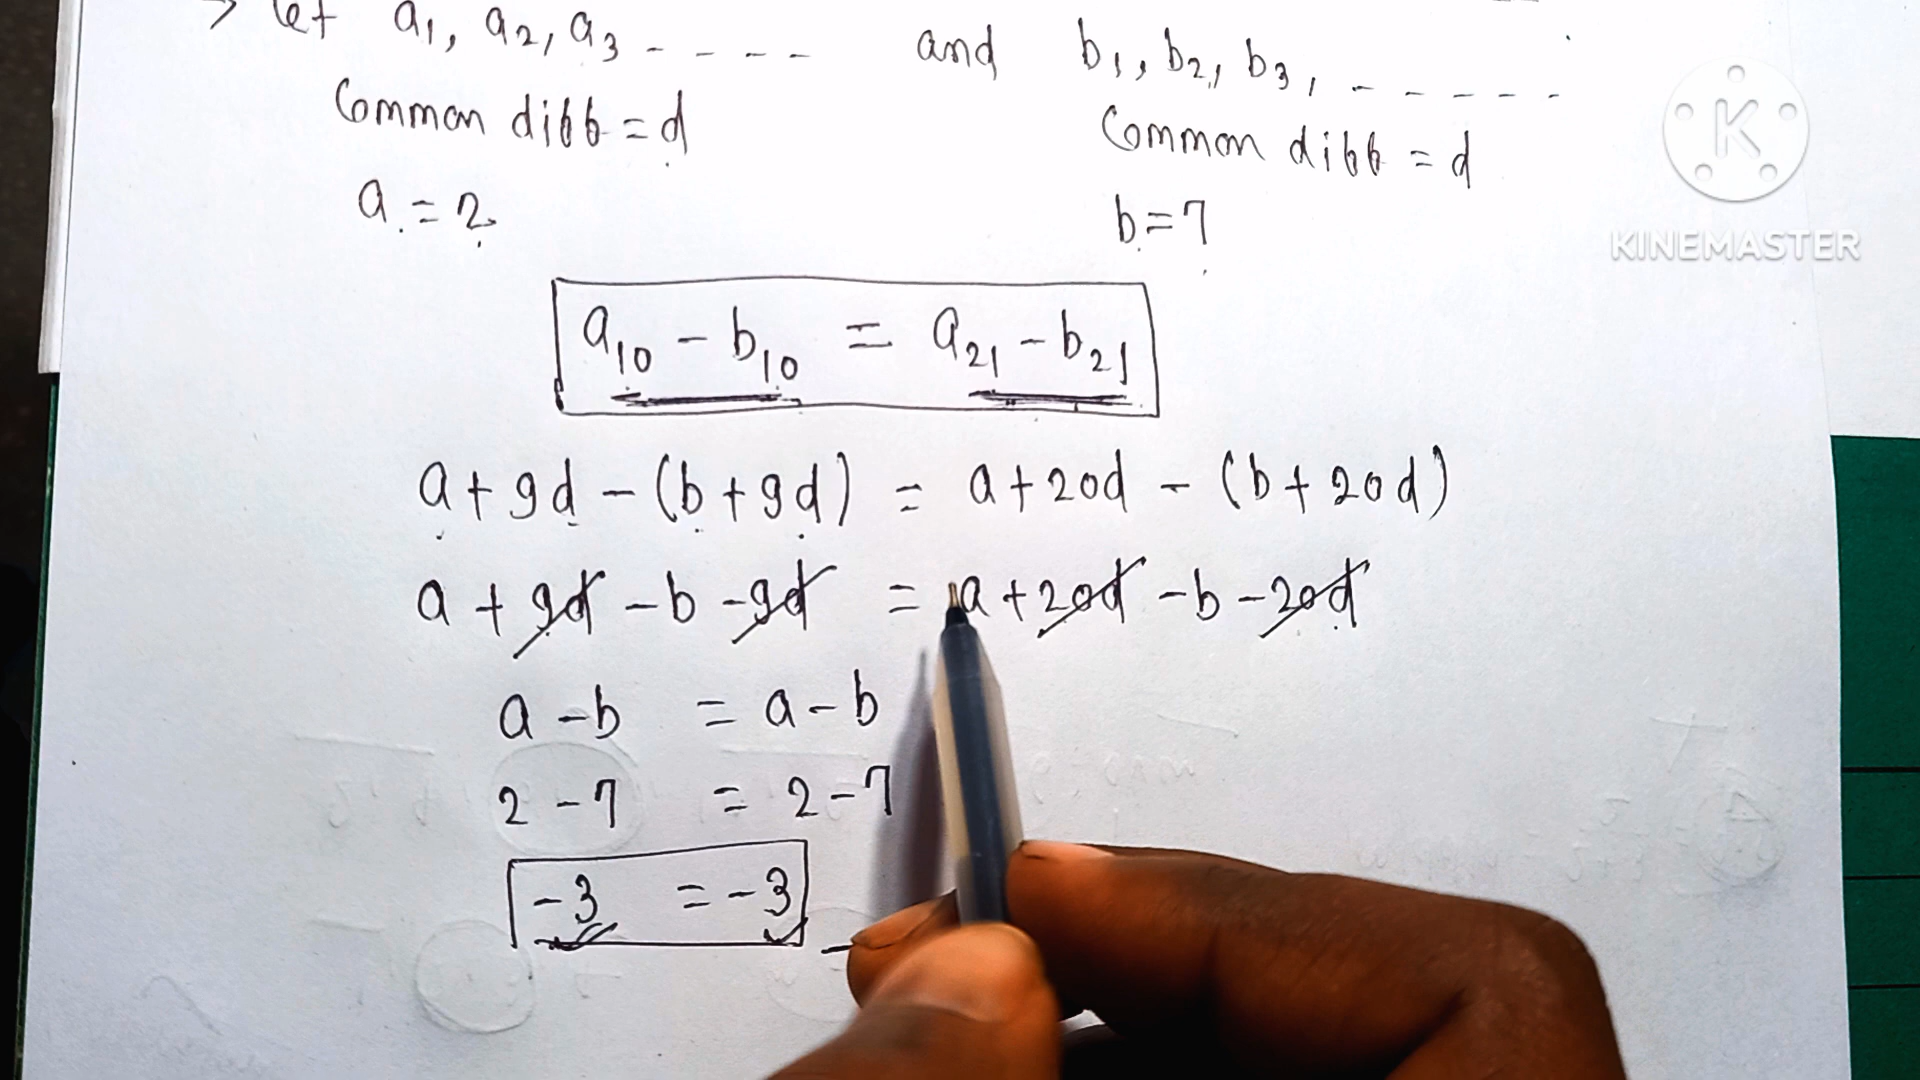 let a₁, a₂, a₃ ---- and b₁, b₂, b₃, -----
Common diff = d Common diff = d
a = 2 b = 7
K
KINEMASTER
a₁₀ - b₁₀ = a₂₁ - b₂₁
a + 9d - (b + 9d) = a + 20d - (b + 20d)
a + 9d - b - 9d = a + 20d - b - 20d
a - b = a - b
2 - 7 = 2 - 7
-3 = -3